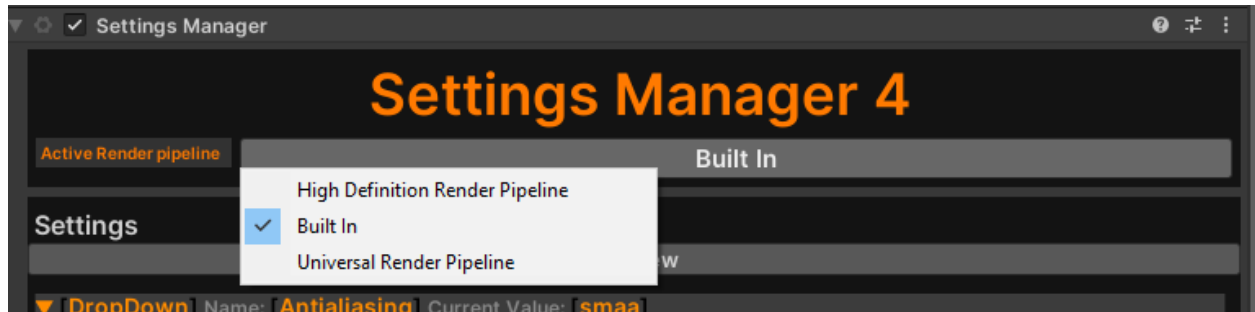 Settings Manager
Settings Manager 4
Active Render pipeline
Built In
High Definition Render Pipeline
Built In
Universal Render Pipeline
Settings
[DropDown] Name: [Antialiasing] Current Value: [smaa]